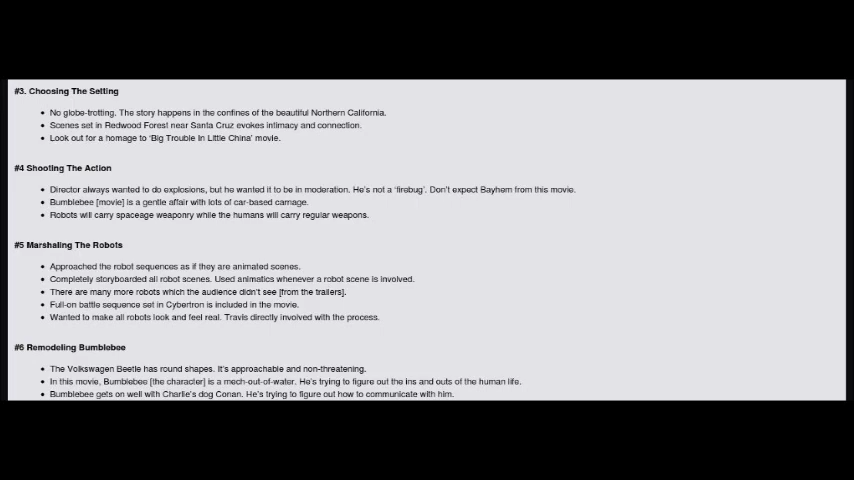 #3. Choosing The Setting
• No globe-trotting. The story happens in the confines of the beautiful Northern California.
• Scenes set in Redwood Forest near Santa Cruz evokes intimacy and connection.
• Look out for a homage to 'Big Trouble In Little China' movie.
#4 Shooting The Action
• Director always wanted to do explosions, but he wanted it to be in moderation. He's not a 'firebug'. Don't expect Bayhem from this movie.
• Bumblebee [movie] is a gentle affair with lots of car-based carnage.
• Robots will carry spaceage weaponry while the humans will carry regular weapons.
#5 Marshaling The Robots
• Approached the robot sequences as if they are animated scenes.
• Completely storyboarded all robot scenes. Used animatics whenever a robot scene is involved.
• There are many more robots which the audience didn't see [from the trailers].
• Full-on battle sequence set in Cybertron is included in the movie.
• Wanted to make all robots look and feel real. Travis directly involved with the process.
#6 Remodeling Bumblebee
• The Volkswagen Beetle has round shapes. It's approachable and non-threatening.
• In this movie, Bumblebee [the character] is a mech-out-of-water. He's trying to figure out the ins and outs of the human life.
• Bumblebee gets on well with Charlie's dog Conan. He's trying to figure out how to communicate with him.